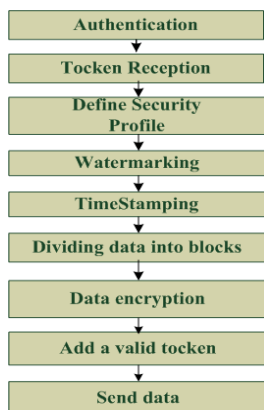 Authentication
Tocken Reception
Define Security
Profile
Watermarking
TimeStamping
Dividing data into blocks
Data encryption
Add a valid tocken
Send data